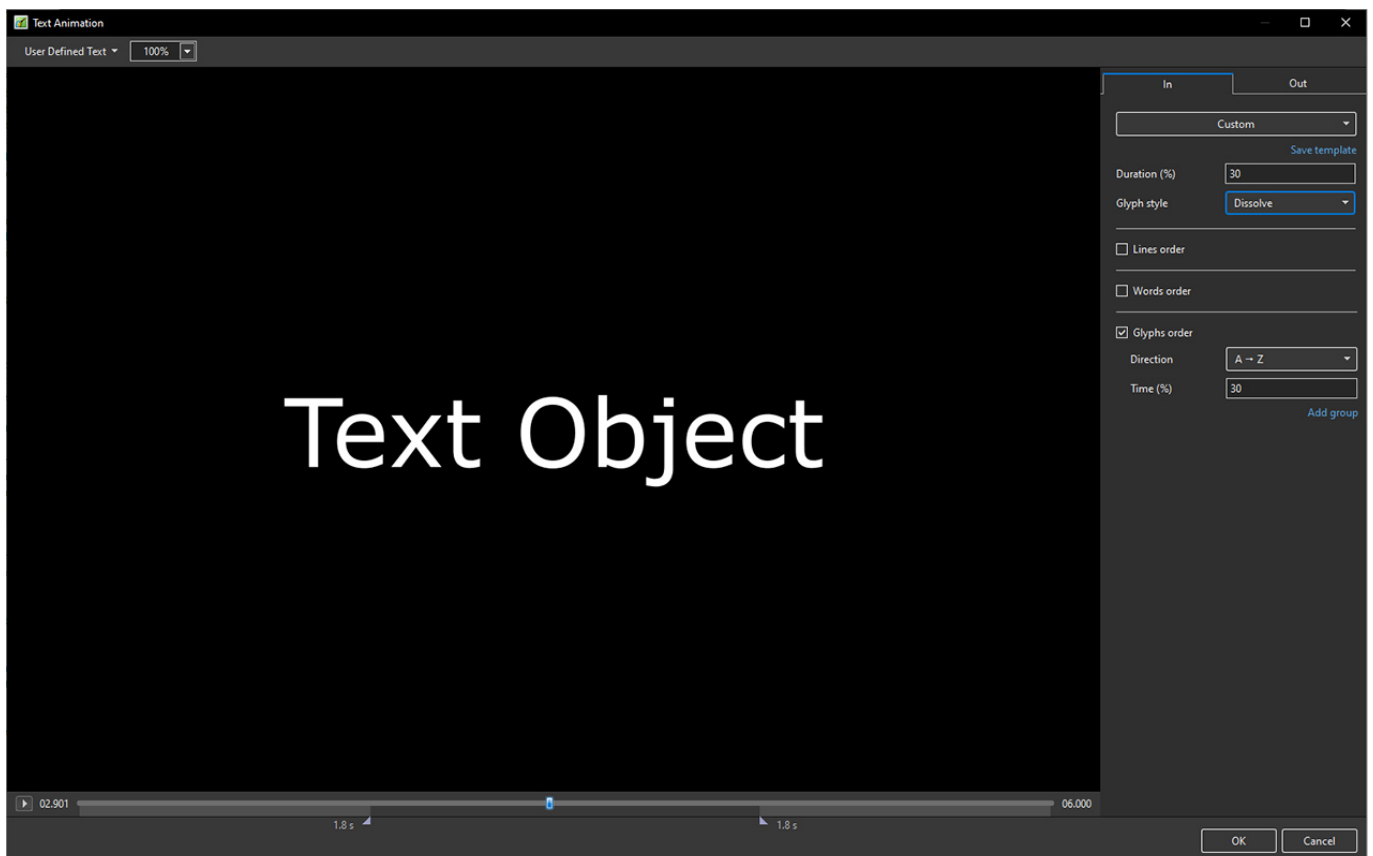 Text Animation
User Defined Text 100%
In Out
Custom
Save template
Duration (%) 30
Glyph style Dissolve
Lines order
Words order
Glyphs order
Direction A → Z
Time (%) 30
Add group
Text Object
02.901 06.000
1.8 s 1.8 s
OK Cancel